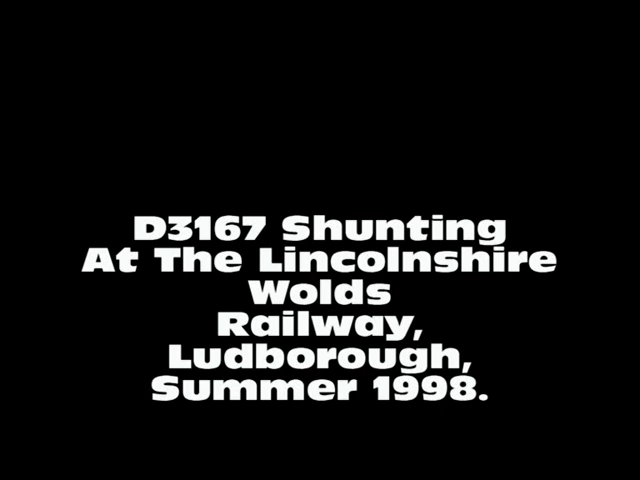 D3167 Shunting
At The Lincolnshire
Wolds
Railway,
Ludborough,
Summer 1998.